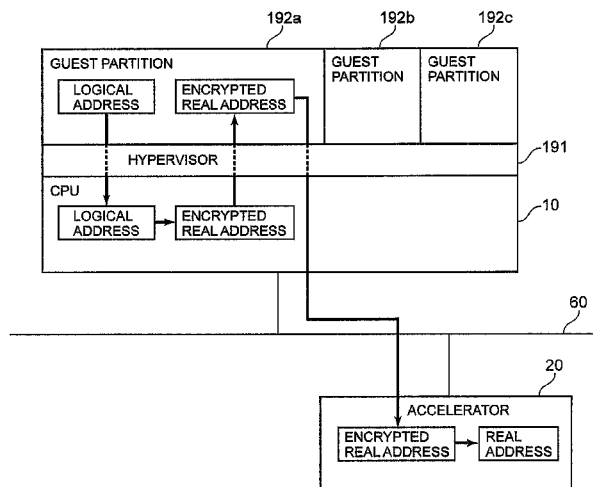 192a
192b
192c
GUEST PARTITION
GUEST
PARTITION
GUEST
PARTITION
LOGICAL
ADDRESS
ENCRYPTED
REAL ADDRESS
HYPERVISOR
191
CPU
10
LOGICAL
ADDRESS
ENCRYPTED
REAL ADDRESS
60
20
ACCELERATOR
ENCRYPTED
REAL ADDRESS
REAL
ADDRESS